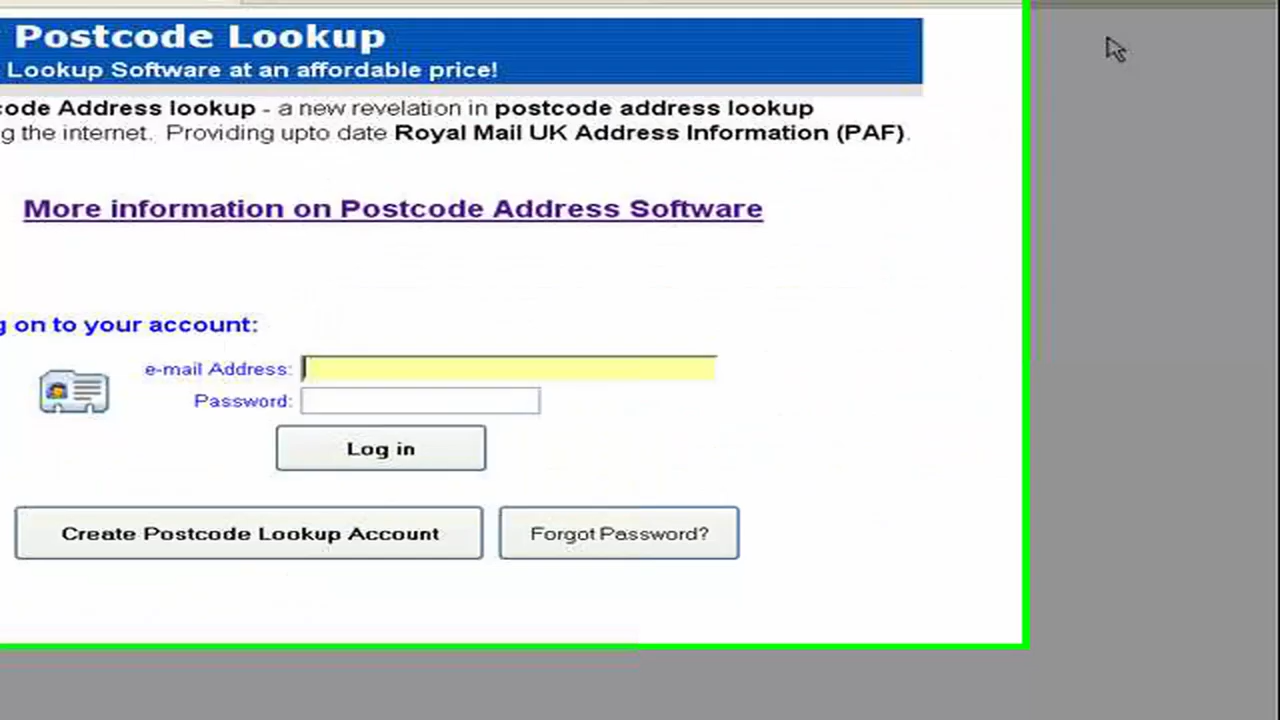 Postcode Lookup
Lookup Software at an affordable price!
code Address lookup - a new revelation in postcode address lookup
g the internet. Providing upto date Royal Mail UK Address Information (PAF).
More information on Postcode Address Software
g on to your account:
e-mail Address:
Password:
Log in
Create Postcode Lookup Account
Forgot Password?